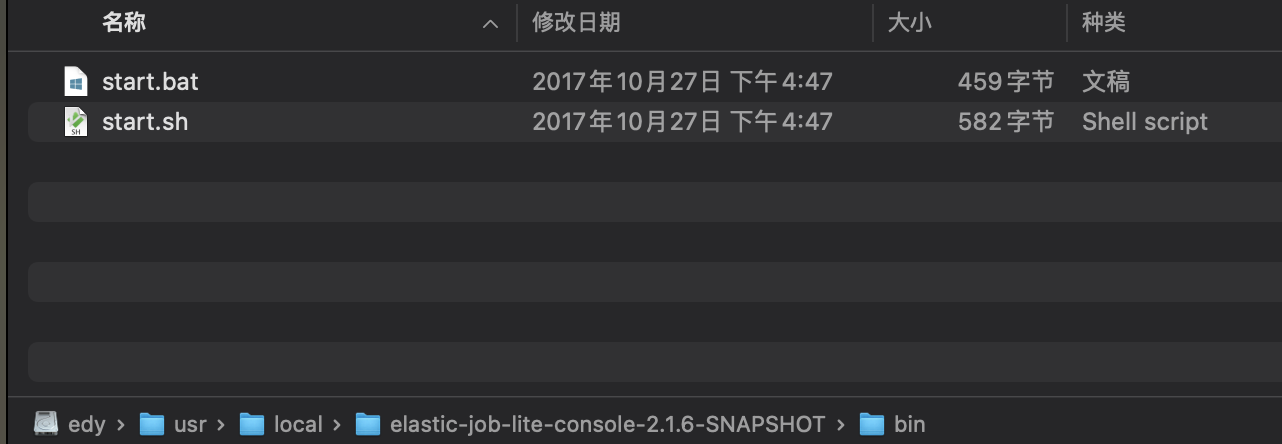 名称 修改日期 大小 种类
start.bat 2017年10月27日 下午4:47 459字节 文稿
SH start.sh 2017年10月27日 下午4:47 582字节 Shell script
edy › usr › local › elastic-job-lite-console-2.1.6-SNAPSHOT › bin